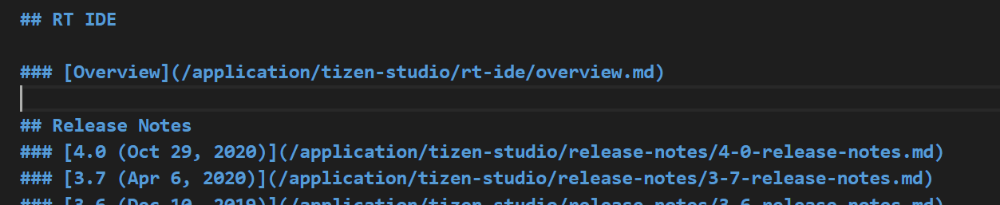 ## RT IDE
### [Overview](/application/tizen-studio/rt-ide/overview.md)
## Release Notes
### [4.0 (Oct 29, 2020)](/application/tizen-studio/release-notes/4-0-release-notes.md)
### [3.7 (Apr 6, 2020)](/application/tizen-studio/release-notes/3-7-release-notes.md)
### [3.6 (Dec 10, 2019)](/application/tizen-studio/release-notes/3-6-release-notes.md)